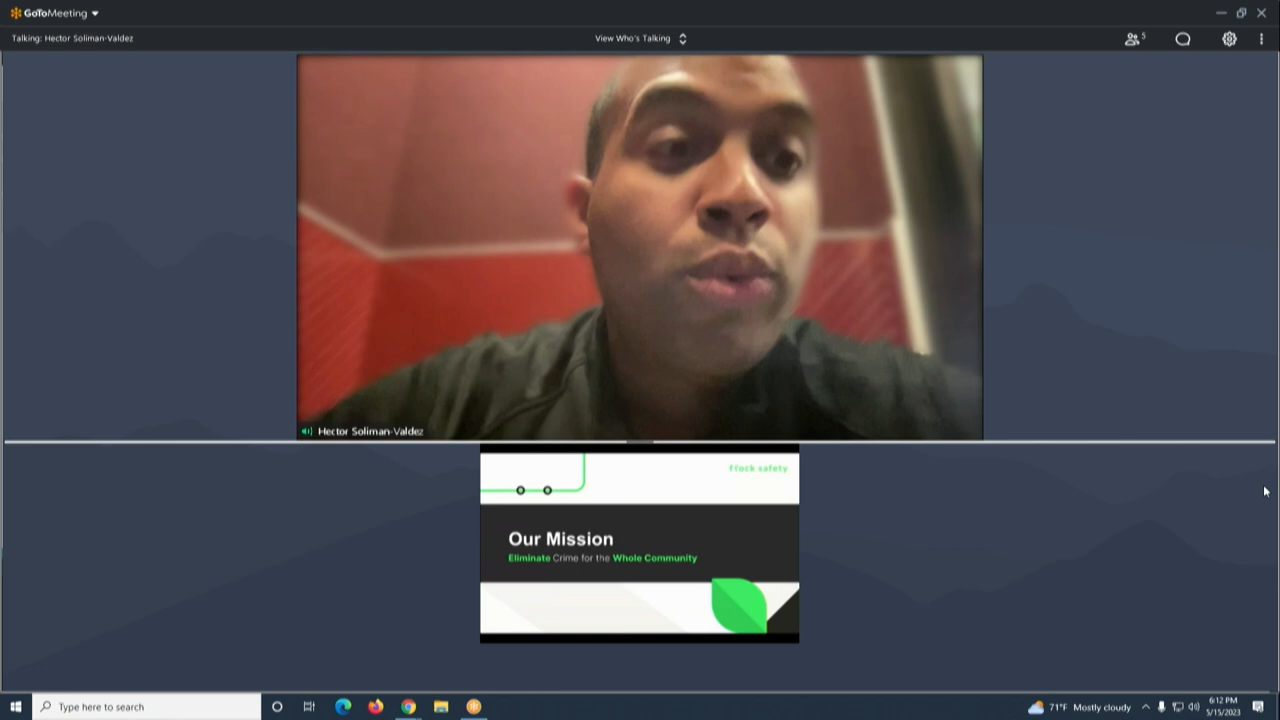 GoToMeeting
Talking: Hector Soliman-Valdez
View Who's Talking
5
Hector Soliman-Valdez
flock safety
Our Mission
Eliminate Crime for the Whole Community
Type here to search
71°F Mostly cloudy
6:12 PM
5/15/2023